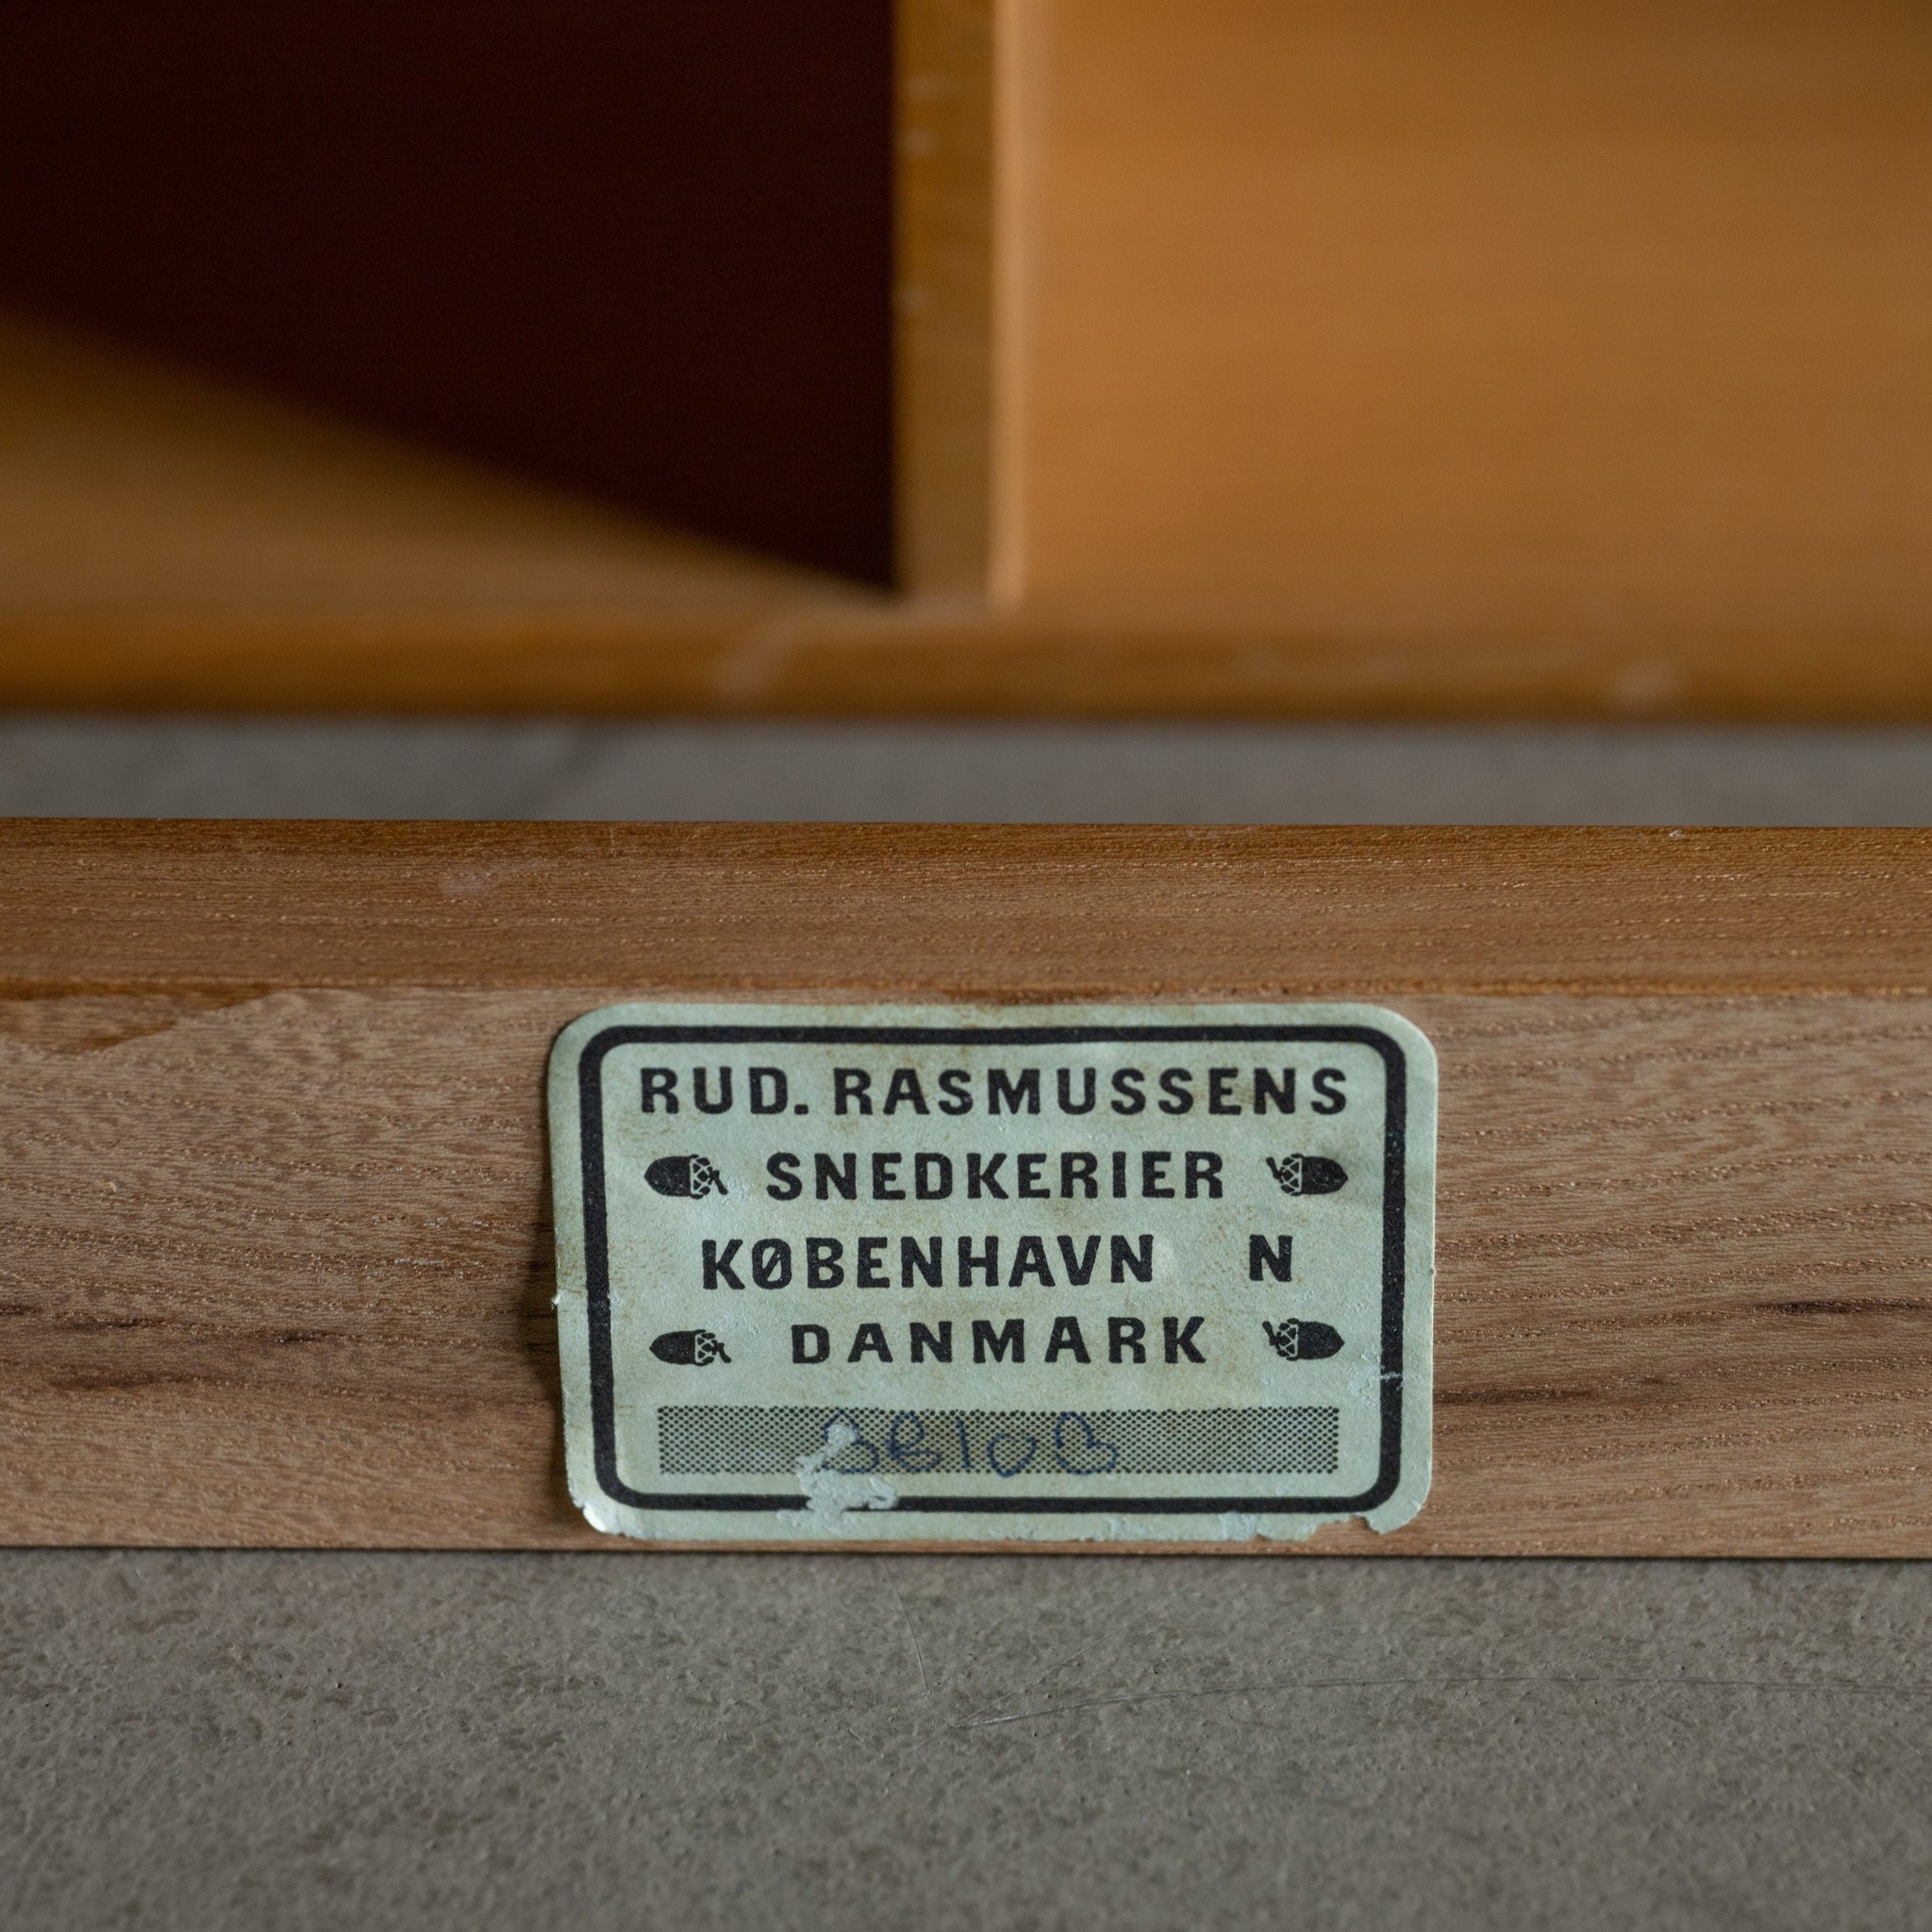 RUD. RASMUSSENS
SNEDKERIER
KØBENHAVN N
DANMARK